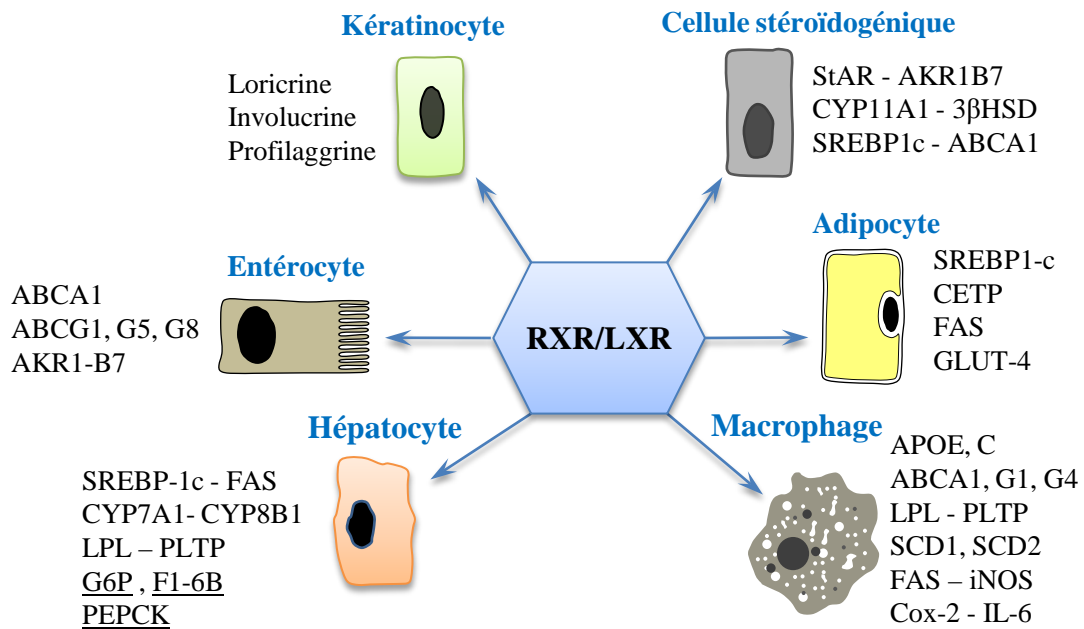 Kératinocyte
Loricrine
Involucrine
Profilaggrine
Cellule stéroïdogénique
StAR - AKR1B7
CYP11A1 - 3βHSD
SREBP1c - ABCA1
Entérocyte
ABCA1
ABCG1, G5, G8
AKR1-B7
RXR/LXR
Adipocyte
SREBP1-c
CETP
FAS
GLUT-4
Hépatocyte
SREBP-1c - FAS
CYP7A1- CYP8B1
LPL – PLTP
G6P , F1-6B
PEPCK
Macrophage
APOE, C
ABCA1, G1, G4
LPL - PLTP
SCD1, SCD2
FAS – iNOS
Cox-2 - IL-6